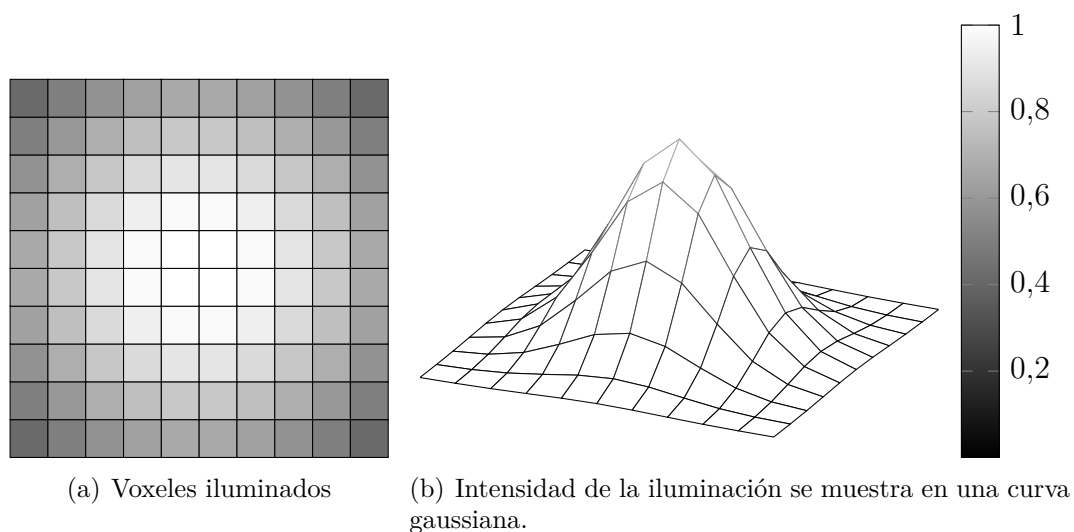 1
0,8
0,6
0,4
0,2
(a) Voxeles iluminados
(b) Intensidad de la iluminación se muestra en una curva
gaussiana.